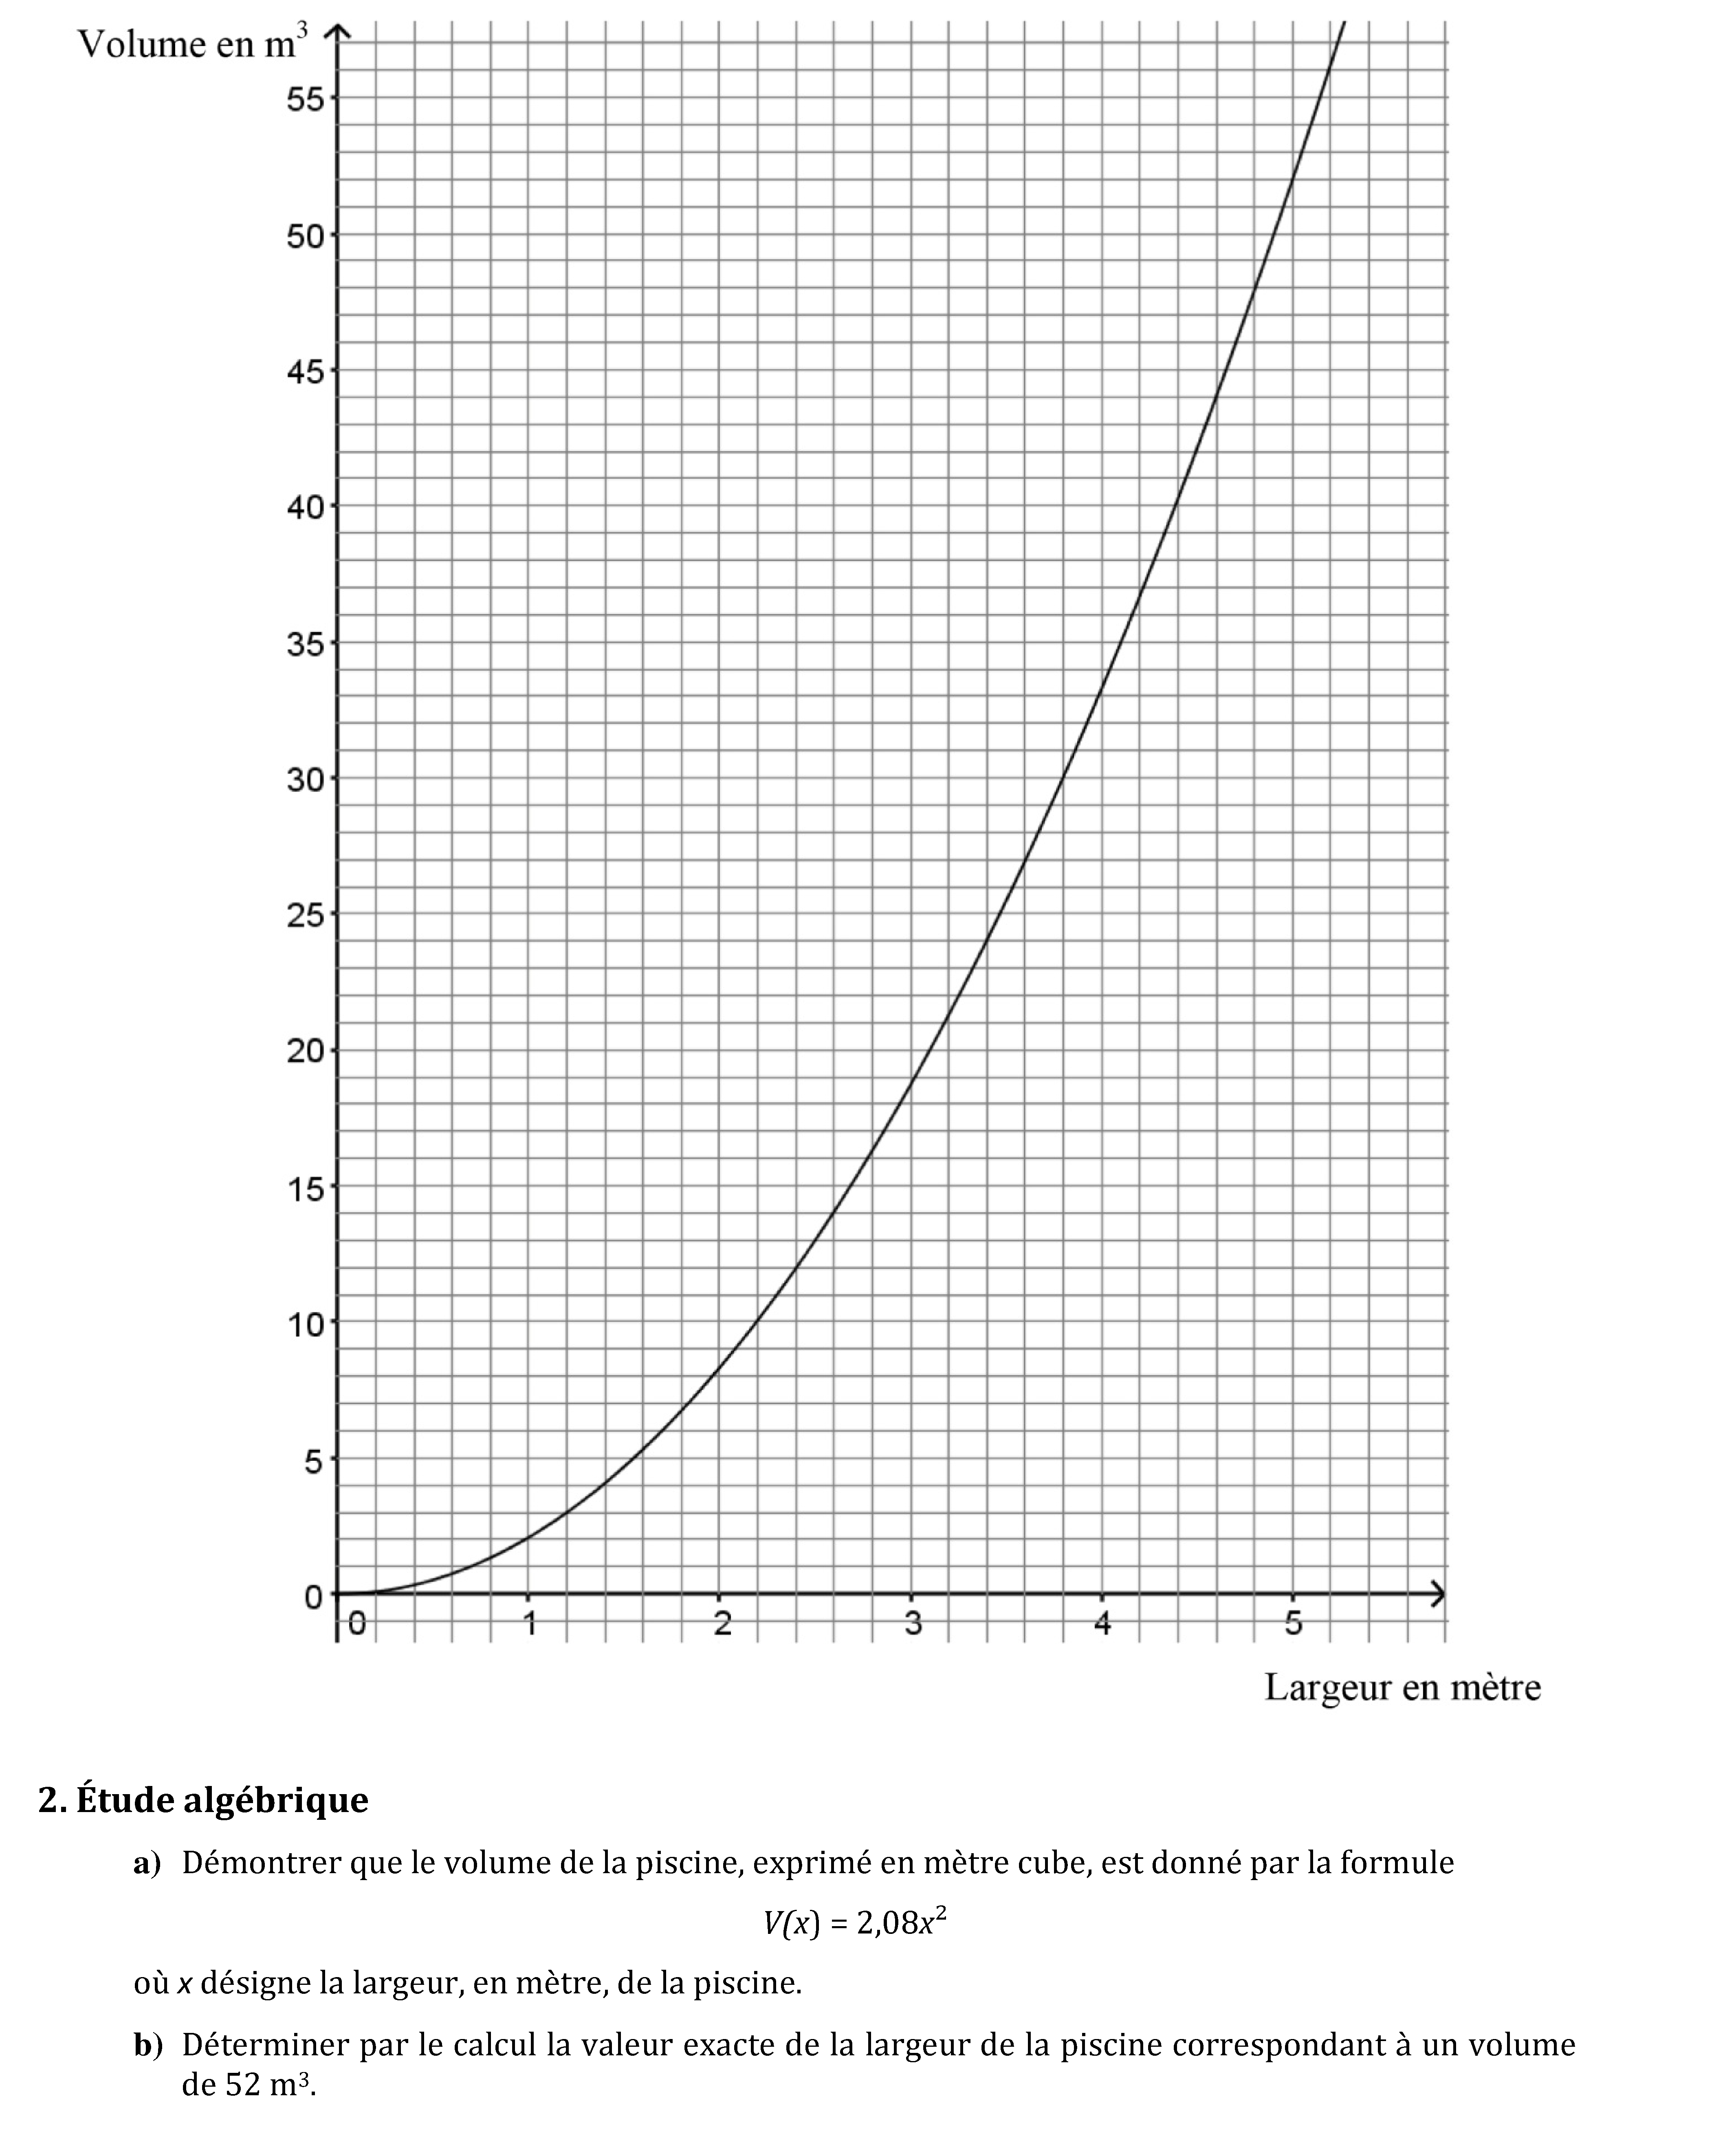 Volume en m³
55
50
45
40
35
30
25
20
15
10
5
0
0 1 2 3 4 5
Largeur en mètre
2. Étude algébrique
a) Démontrer que le volume de la piscine, exprimé en mètre cube, est donné par la formule
V(x) = 2,08x²
où x désigne la largeur, en mètre, de la piscine.
b) Déterminer par le calcul la valeur exacte de la largeur de la piscine correspondant à un volume
de 52 m³.